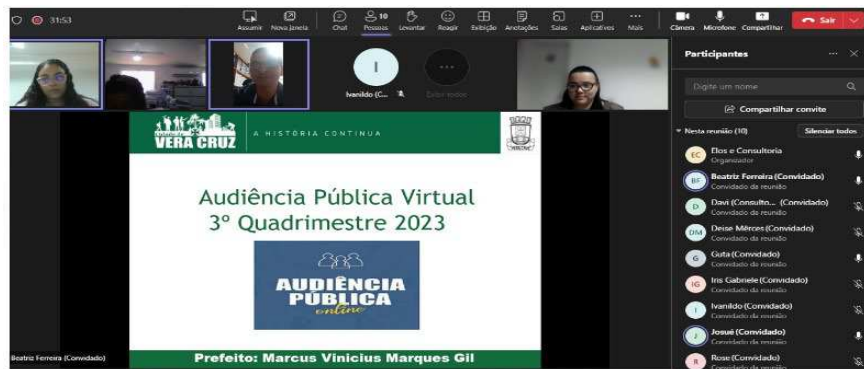 31:53
Assumir Nova janela Chat Pessoas 10 Levantar Reagir Exibição Anotações Salas Aplicativos Mais Câmera Microfone Compartilhar Sair
I
Ivanildo (C...
Exibir todos
VERA CRUZ
A HISTÓRIA CONTINUA
Audiência Pública Virtual
3º Quadrimestre 2023
AUDIÊNCIA
PÚBLICA
online
Prefeito: Marcus Vinicius Marques Gil
Beatriz Ferreira (Convidado)
Participantes
Digite um nome
Compartilhar convite
Nesta reunião (10) Silenciar todos
EC Elos e Consultoria
Organizador
BF Beatriz Ferreira (Convidado)
Convidado da reunião
D Davi (Consulto... (Convidado)
Convidado da reunião
DM Deise Mêrces (Convidado)
Convidado da reunião
G Guta (Convidado)
Convidado da reunião
IG Iris Gabriele (Convidado)
Convidado da reunião
I Ivanildo (Convidado)
Convidado da reunião
J Josué (Convidado)
Convidado da reunião
R Rose (Convidado)
Convidado da reunião